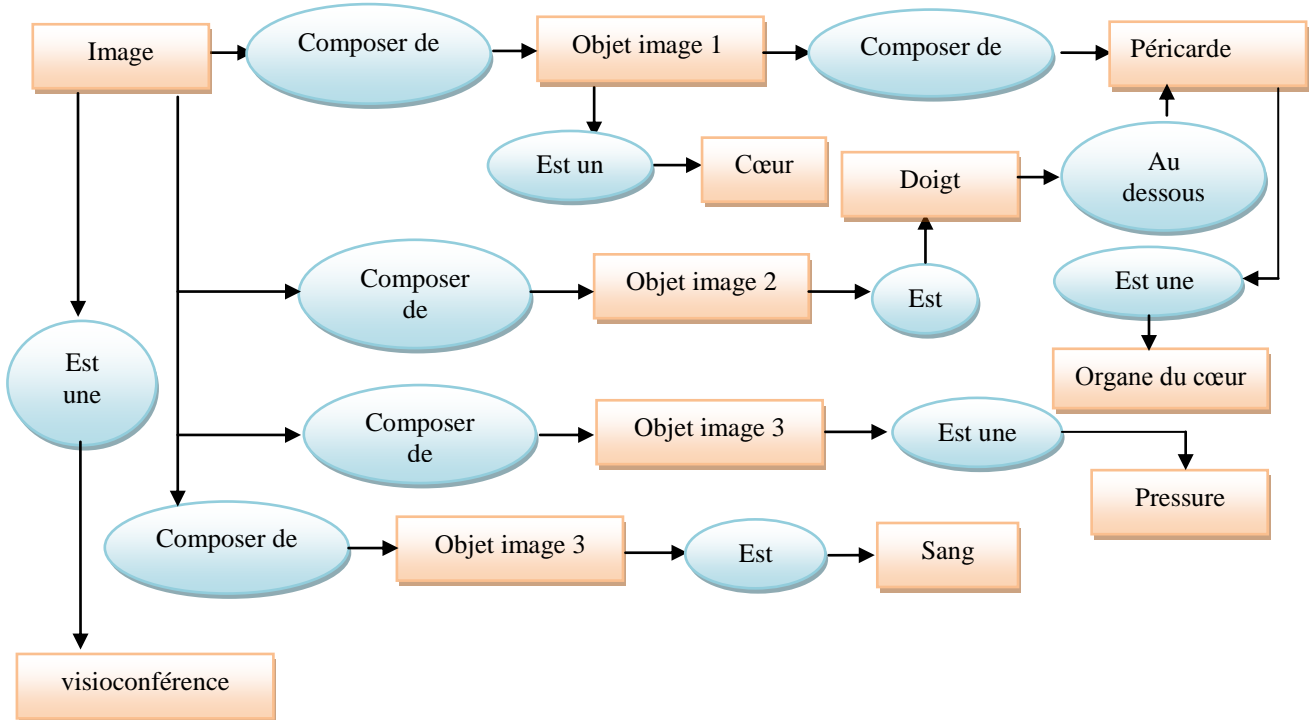 Image
Composer de
Objet image 1
Composer de
Péricarde
Est un
Cœur
Doigt
Au
dessous
Composer
de
Objet image 2
Est
Est une
Est
une
Organe du cœur
Composer
de
Objet image 3
Est une
Pressure
Composer de
Objet image 3
Est
Sang
visioconférence